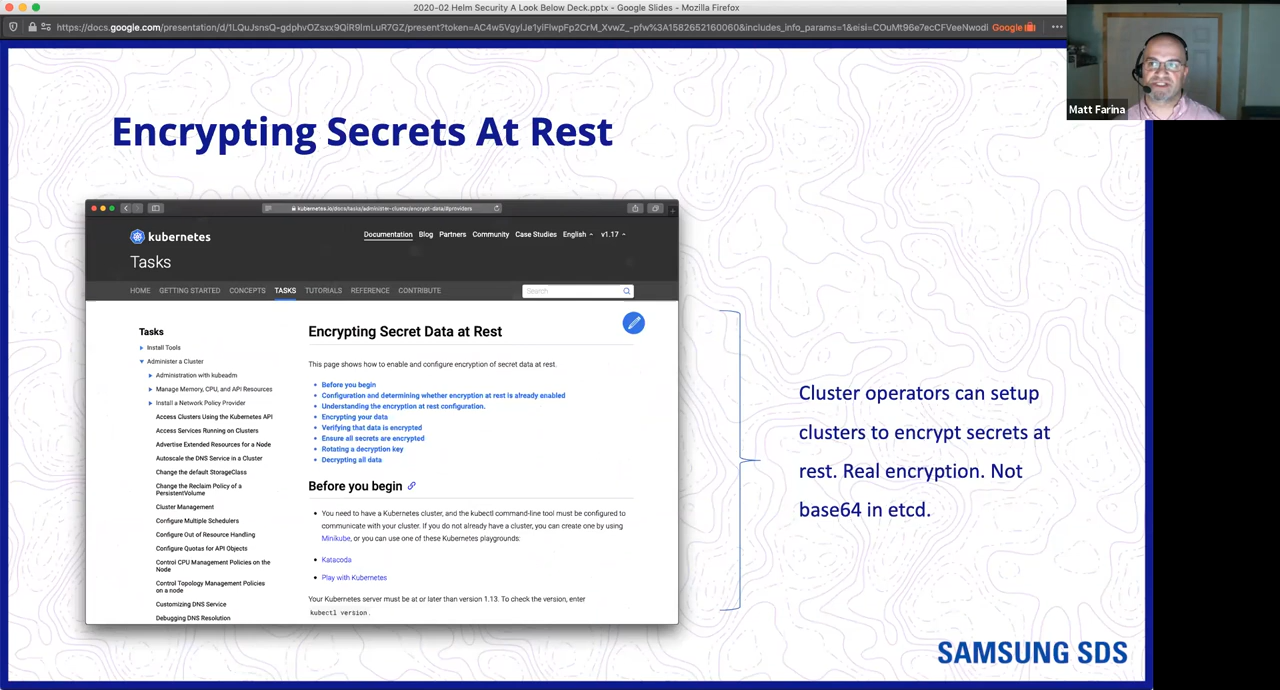 2020-02 Helm Security A Look Below Deck.pptx - Google Slides - Mozilla Firefox
Google
Matt Farina
Encrypting Secrets At Rest
kubernetes.io/docs/tasks/administer-cluster/encrypt-data/#providers
kubernetes
Documentation Blog Partners Community Case Studies English v1.17
Tasks
HOME GETTING STARTED CONCEPTS TASKS TUTORIALS REFERENCE CONTRIBUTE
Search
Tasks
Install Tools
Administer a Cluster
Administration with kubeadm
Manage Memory, CPU, and API Resources
Install a Network Policy Provider
Access Clusters Using the Kubernetes API
Access Services Running on Clusters
Advertise Extended Resources for a Node
Autoscale the DNS Service in a Cluster
Change the default StorageClass
Change the Reclaim Policy of a
PersistentVolume
Cluster Management
Configure Multiple Schedulers
Configure Out of Resource Handling
Configure Quotas for API Objects
Control CPU Management Policies on the
Node
Control Topology Management Policies
on a node
Customizing DNS Service
Debugging DNS Resolution
Encrypting Secret Data at Rest
This page shows how to enable and configure encryption of secret data at rest.
Before you begin
Configuration and determining whether encryption at rest is already enabled
Understanding the encryption at rest configuration.
Encrypting your data
Verifying that data is encrypted
Ensure all secrets are encrypted
Rotating a decryption key
Decrypting all data
Before you begin
You need to have a Kubernetes cluster, and the kubectl command-line tool must be configured to
communicate with your cluster. If you do not already have a cluster, you can create one by using
Minikube, or you can use one of these Kubernetes playgrounds:
Katacoda
Play with Kubernetes
Your Kubernetes server must be at or later than version 1.13. To check the version, enter
kubectl version.
Cluster operators can setup
clusters to encrypt secrets at
rest. Real encryption. Not
base64 in etcd.
SAMSUNG SDS